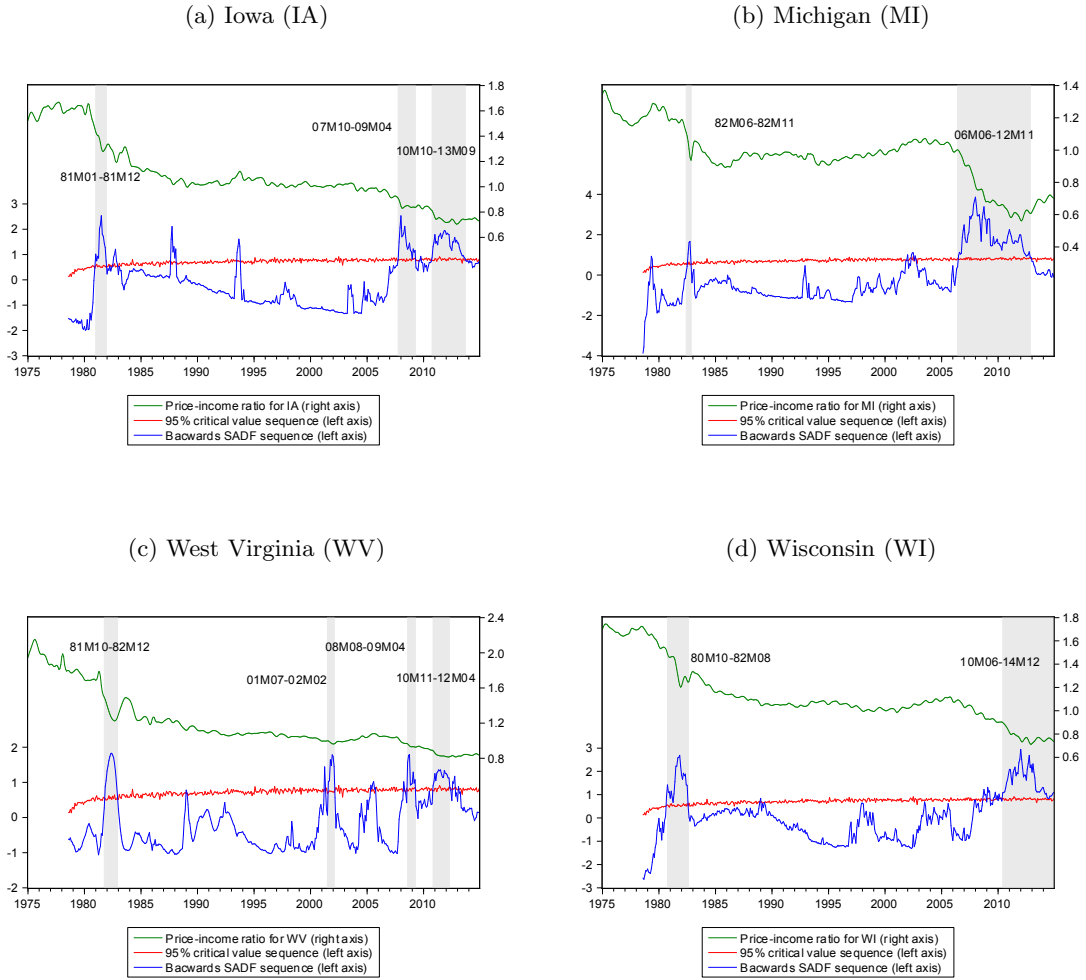 (a) Iowa (IA)
1.8
1.6
1.4
1.2
1.0
0.8
0.6
07M10-09M04
10M10-13M09
81M01-81M12
3
2
1
0
-1
-2
-3
1975 1980 1985 1990 1995 2000 2005 2010
Price-income ratio for IA (right axis)
95% critical value sequence (left axis)
Bacwards SADF sequence (left axis)
(b) Michigan (MI)
1.4
1.2
1.0
0.8
0.6
0.4
82M06-82M11
06M06-12M11
4
2
0
-2
-4
1975 1980 1985 1990 1995 2000 2005 2010
Price-income ratio for MI (right axis)
95% critical value sequence (left axis)
Bacwards SADF sequence (left axis)
(c) West Virginia (WV)
2.4
2.0
1.6
1.2
0.8
81M10-82M12
08M08-09M04
01M07-02M02
10M11-12M04
2
1
0
-1
-2
1975 1980 1985 1990 1995 2000 2005 2010
Price-income ratio for WV (right axis)
95% critical value sequence (left axis)
Bacwards SADF sequence (left axis)
(d) Wisconsin (WI)
1.8
1.6
1.4
1.2
1.0
0.8
0.6
80M10-82M08
10M06-14M12
3
2
1
0
-1
-2
-3
1975 1980 1985 1990 1995 2000 2005 2010
Price-income ratio for WI (right axis)
95% critical value sequence (left axis)
Bacwards SADF sequence (left axis)